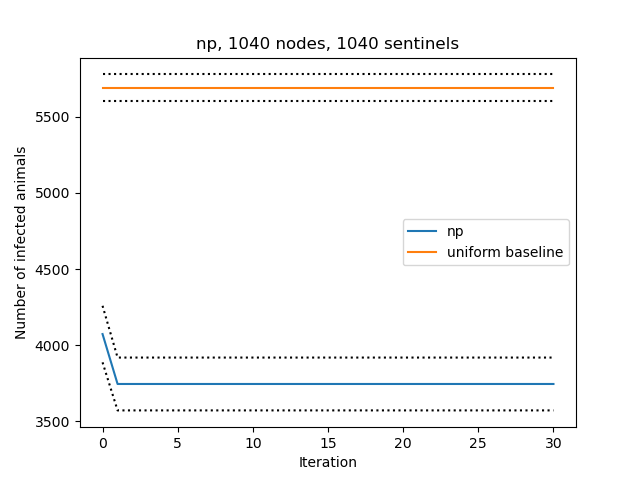 np, 1040 nodes, 1040 sentinels
Number of infected animals
5500
5000
4500
4000
3500
np
uniform baseline
0 5 10 15 20 25 30
Iteration